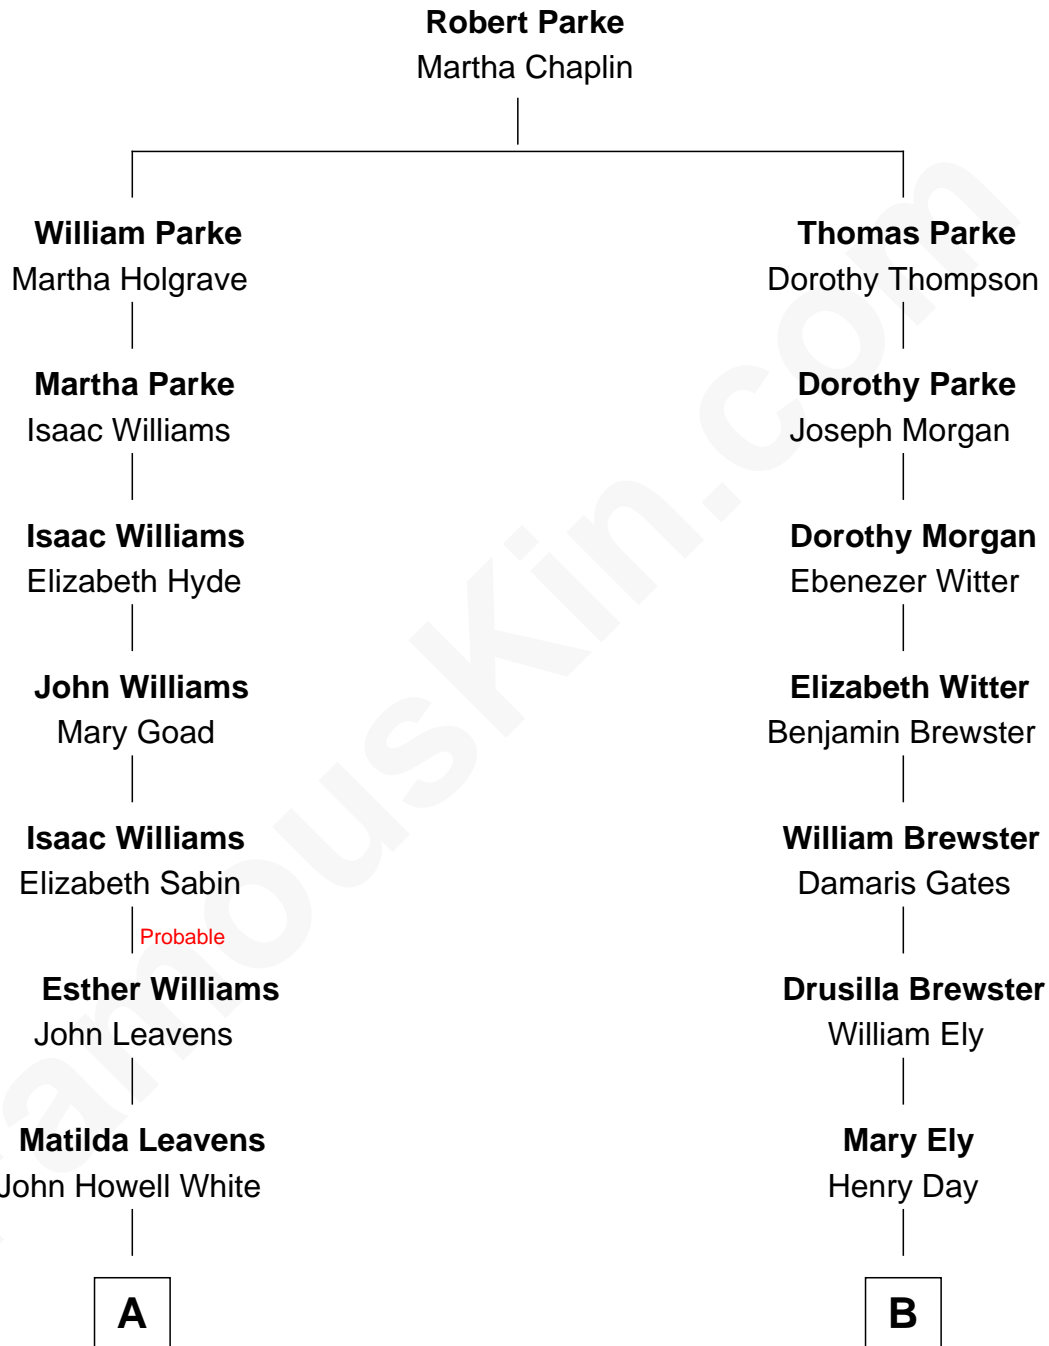 Robert Parke
Martha Chaplin
William Parke
Martha Holgrave
Thomas Parke
Dorothy Thompson
Martha Parke
Isaac Williams
Dorothy Parke
Joseph Morgan
Isaac Williams
Elizabeth Hyde
Dorothy Morgan
Ebenezer Witter
John Williams
Mary Goad
Elizabeth Witter
Benjamin Brewster
Isaac Williams
Elizabeth Sabin
William Brewster
Damaris Gates
Probable
Esther Williams
John Leavens
Drusilla Brewster
William Ely
Matilda Leavens
John Howell White
Mary Ely
Henry Day
A
B
FamousKin.com